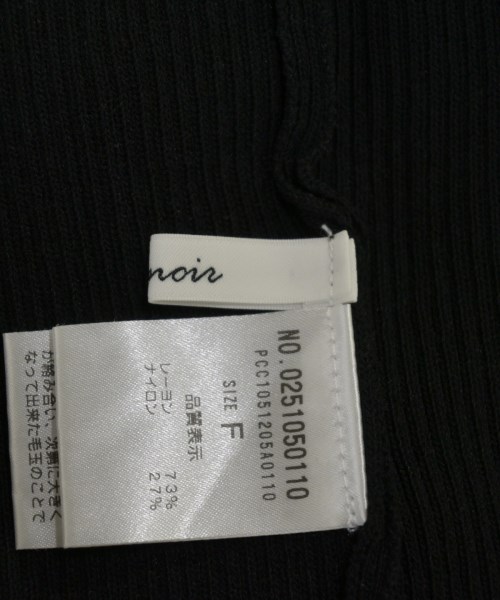 noir
NO.0251050110
PCC1051205A0110
SIZE F
品質表示
レーヨン 73%
ナイロン 27%
が絡み合い、次第に大きく
なって出来た毛玉のことで